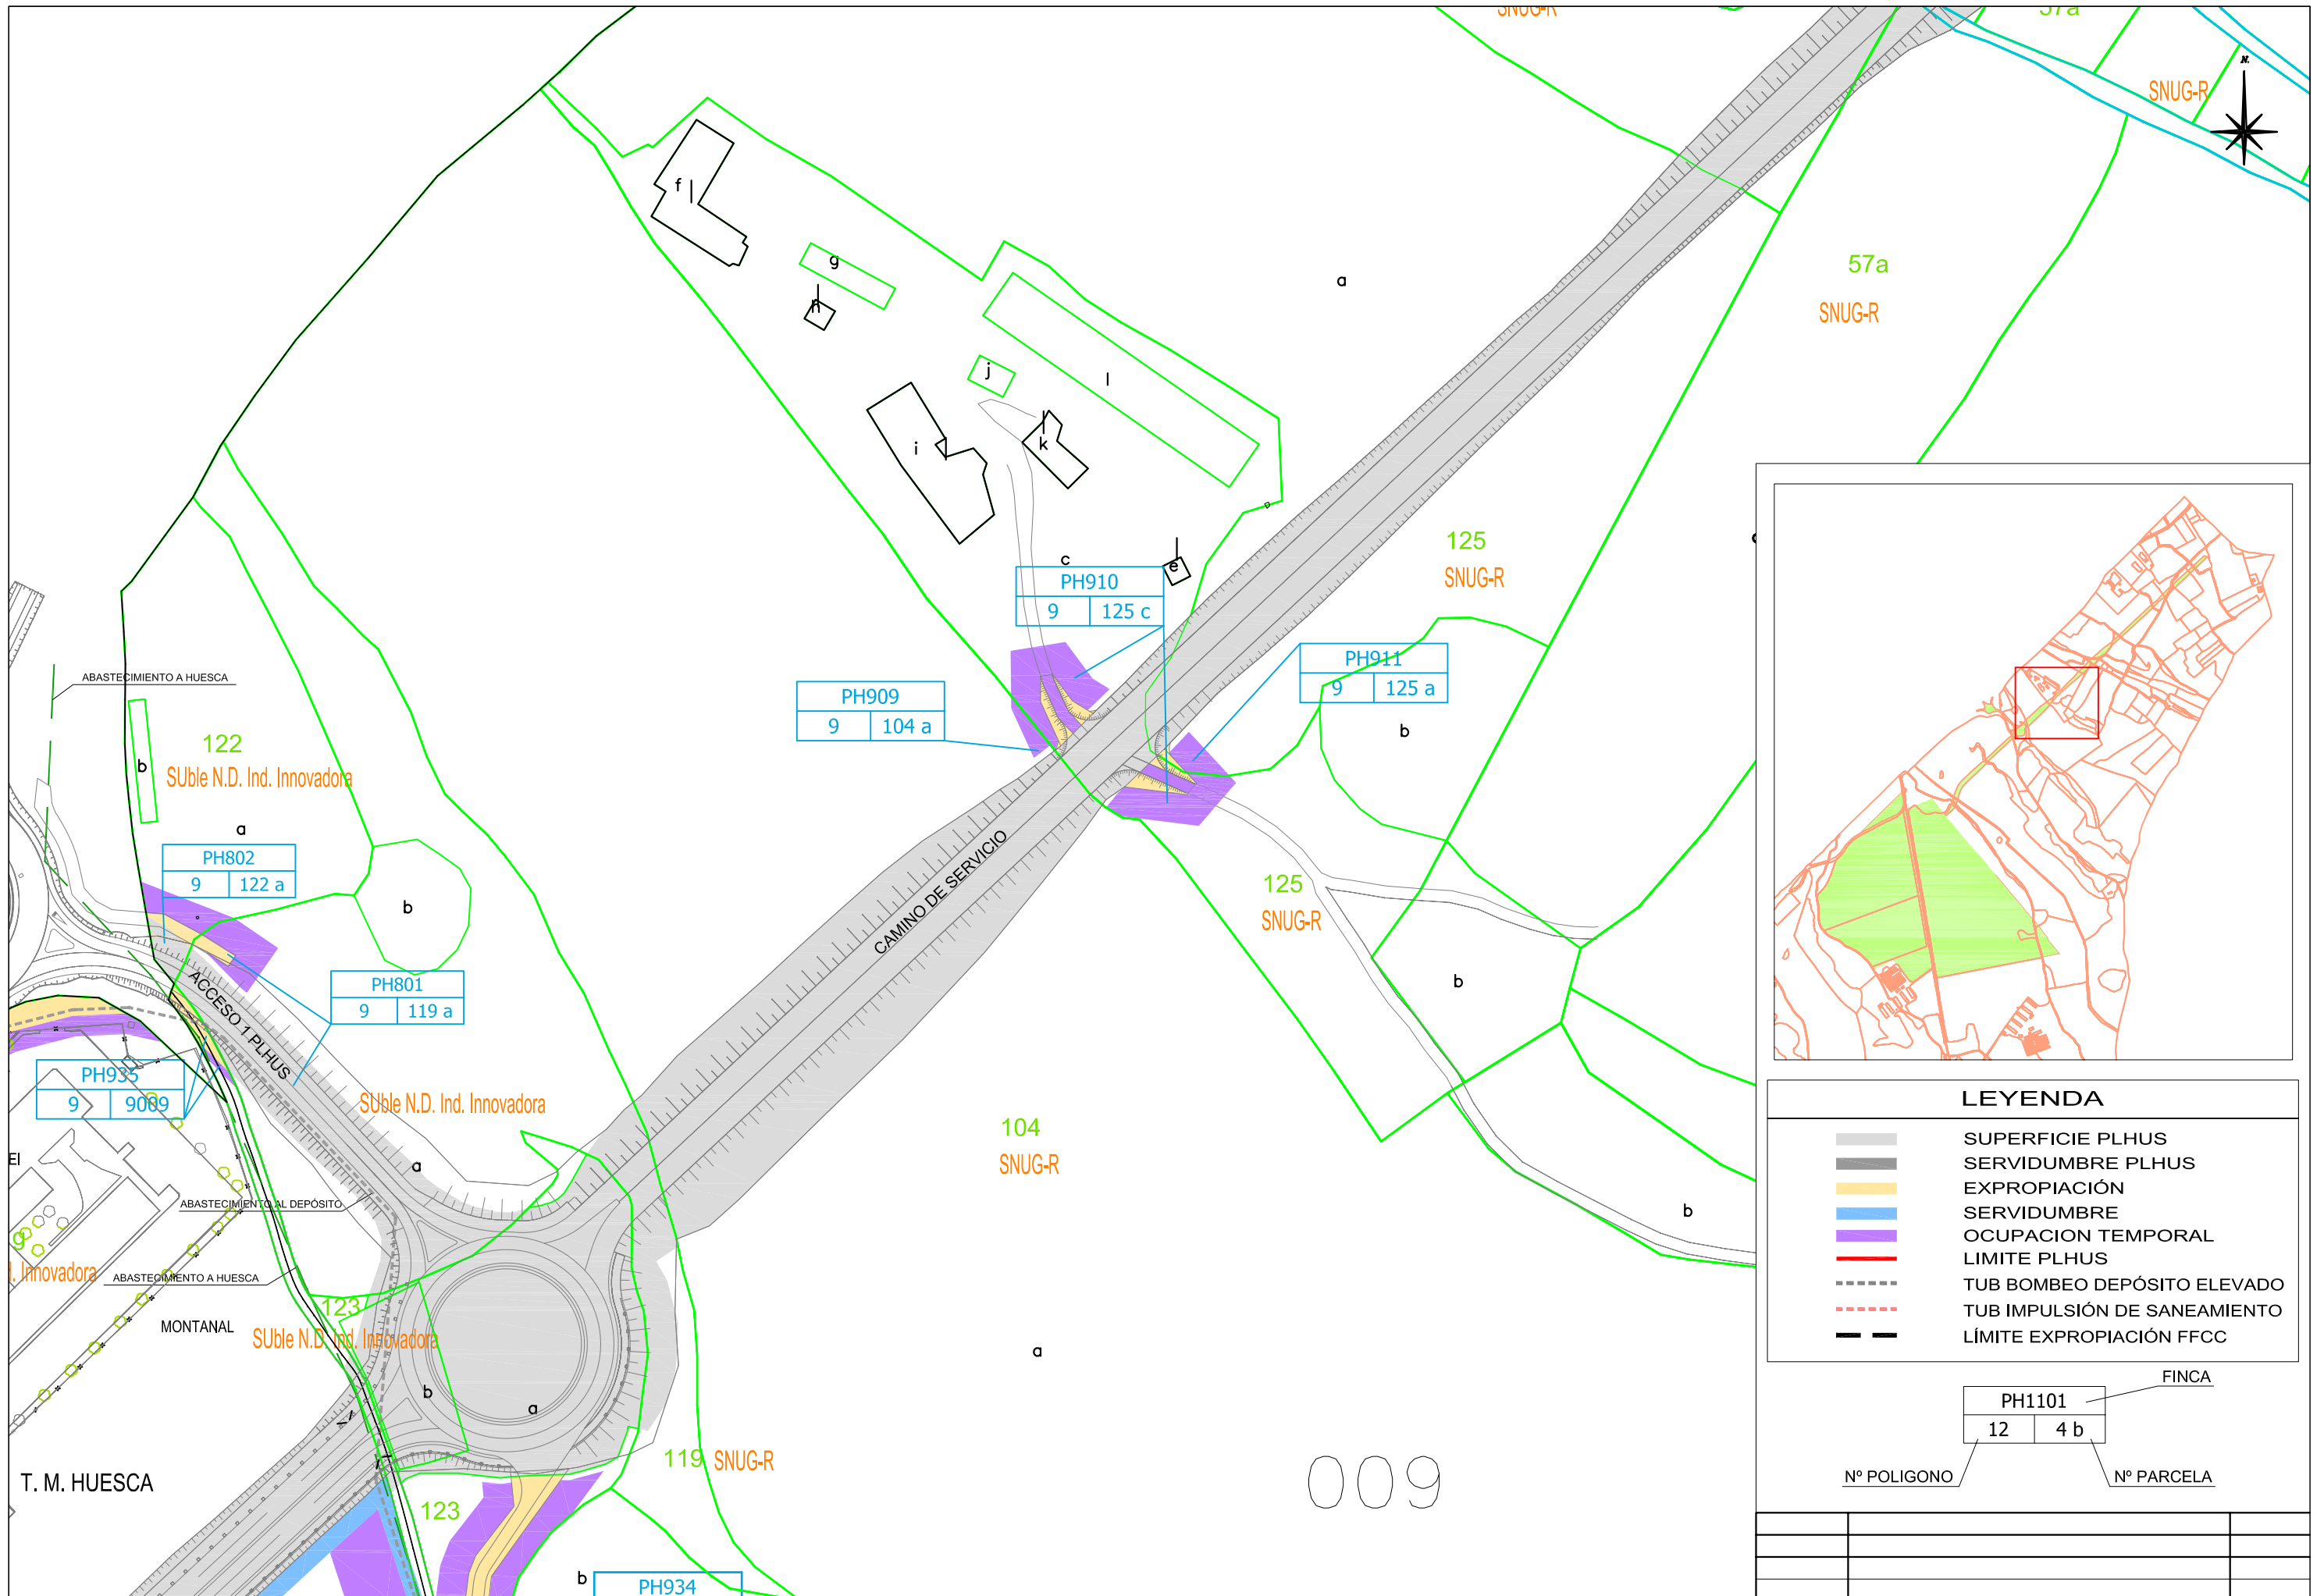 SNUG-R
57a
SNUG-R
N.
f
g
h
a
57a
SNUG-R
j
l
i
k
125
SNUG-R
c
e
PH910
9 125 c
PH911
9 125 a
ABASTECIMIENTO A HUESCA
PH909
9 104 a
122
SUble N.D. Ind. Innovadora
b
b
a
PH802
9 122 a
CAMINO DE SERVICIO
125
SNUG-R
b
b
PH801
9 119 a
ACCESO 1 PLHUS
PH935
9 9009
SUble N.D. Ind. Innovadora
104
SNUG-R
El
a
ABASTECIMIENTO AL DEPÓSITO
b
g
. Innovadora
ABASTECIMIENTO A HUESCA
123
MONTANAL
SUble N.D. Ind. Innovadora
a
b
a
119 SNUG-R
T. M. HUESCA
123
009
b
PH934
LEYENDA
SUPERFICIE PLHUS
SERVIDUMBRE PLHUS
EXPROPIACIÓN
SERVIDUMBRE
OCUPACION TEMPORAL
LIMITE PLHUS
TUB BOMBEO DEPÓSITO ELEVADO
TUB IMPULSIÓN DE SANEAMIENTO
LÍMITE EXPROPIACIÓN FFCC
FINCA
PH1101
12 4 b
Nº POLIGONO
Nº PARCELA